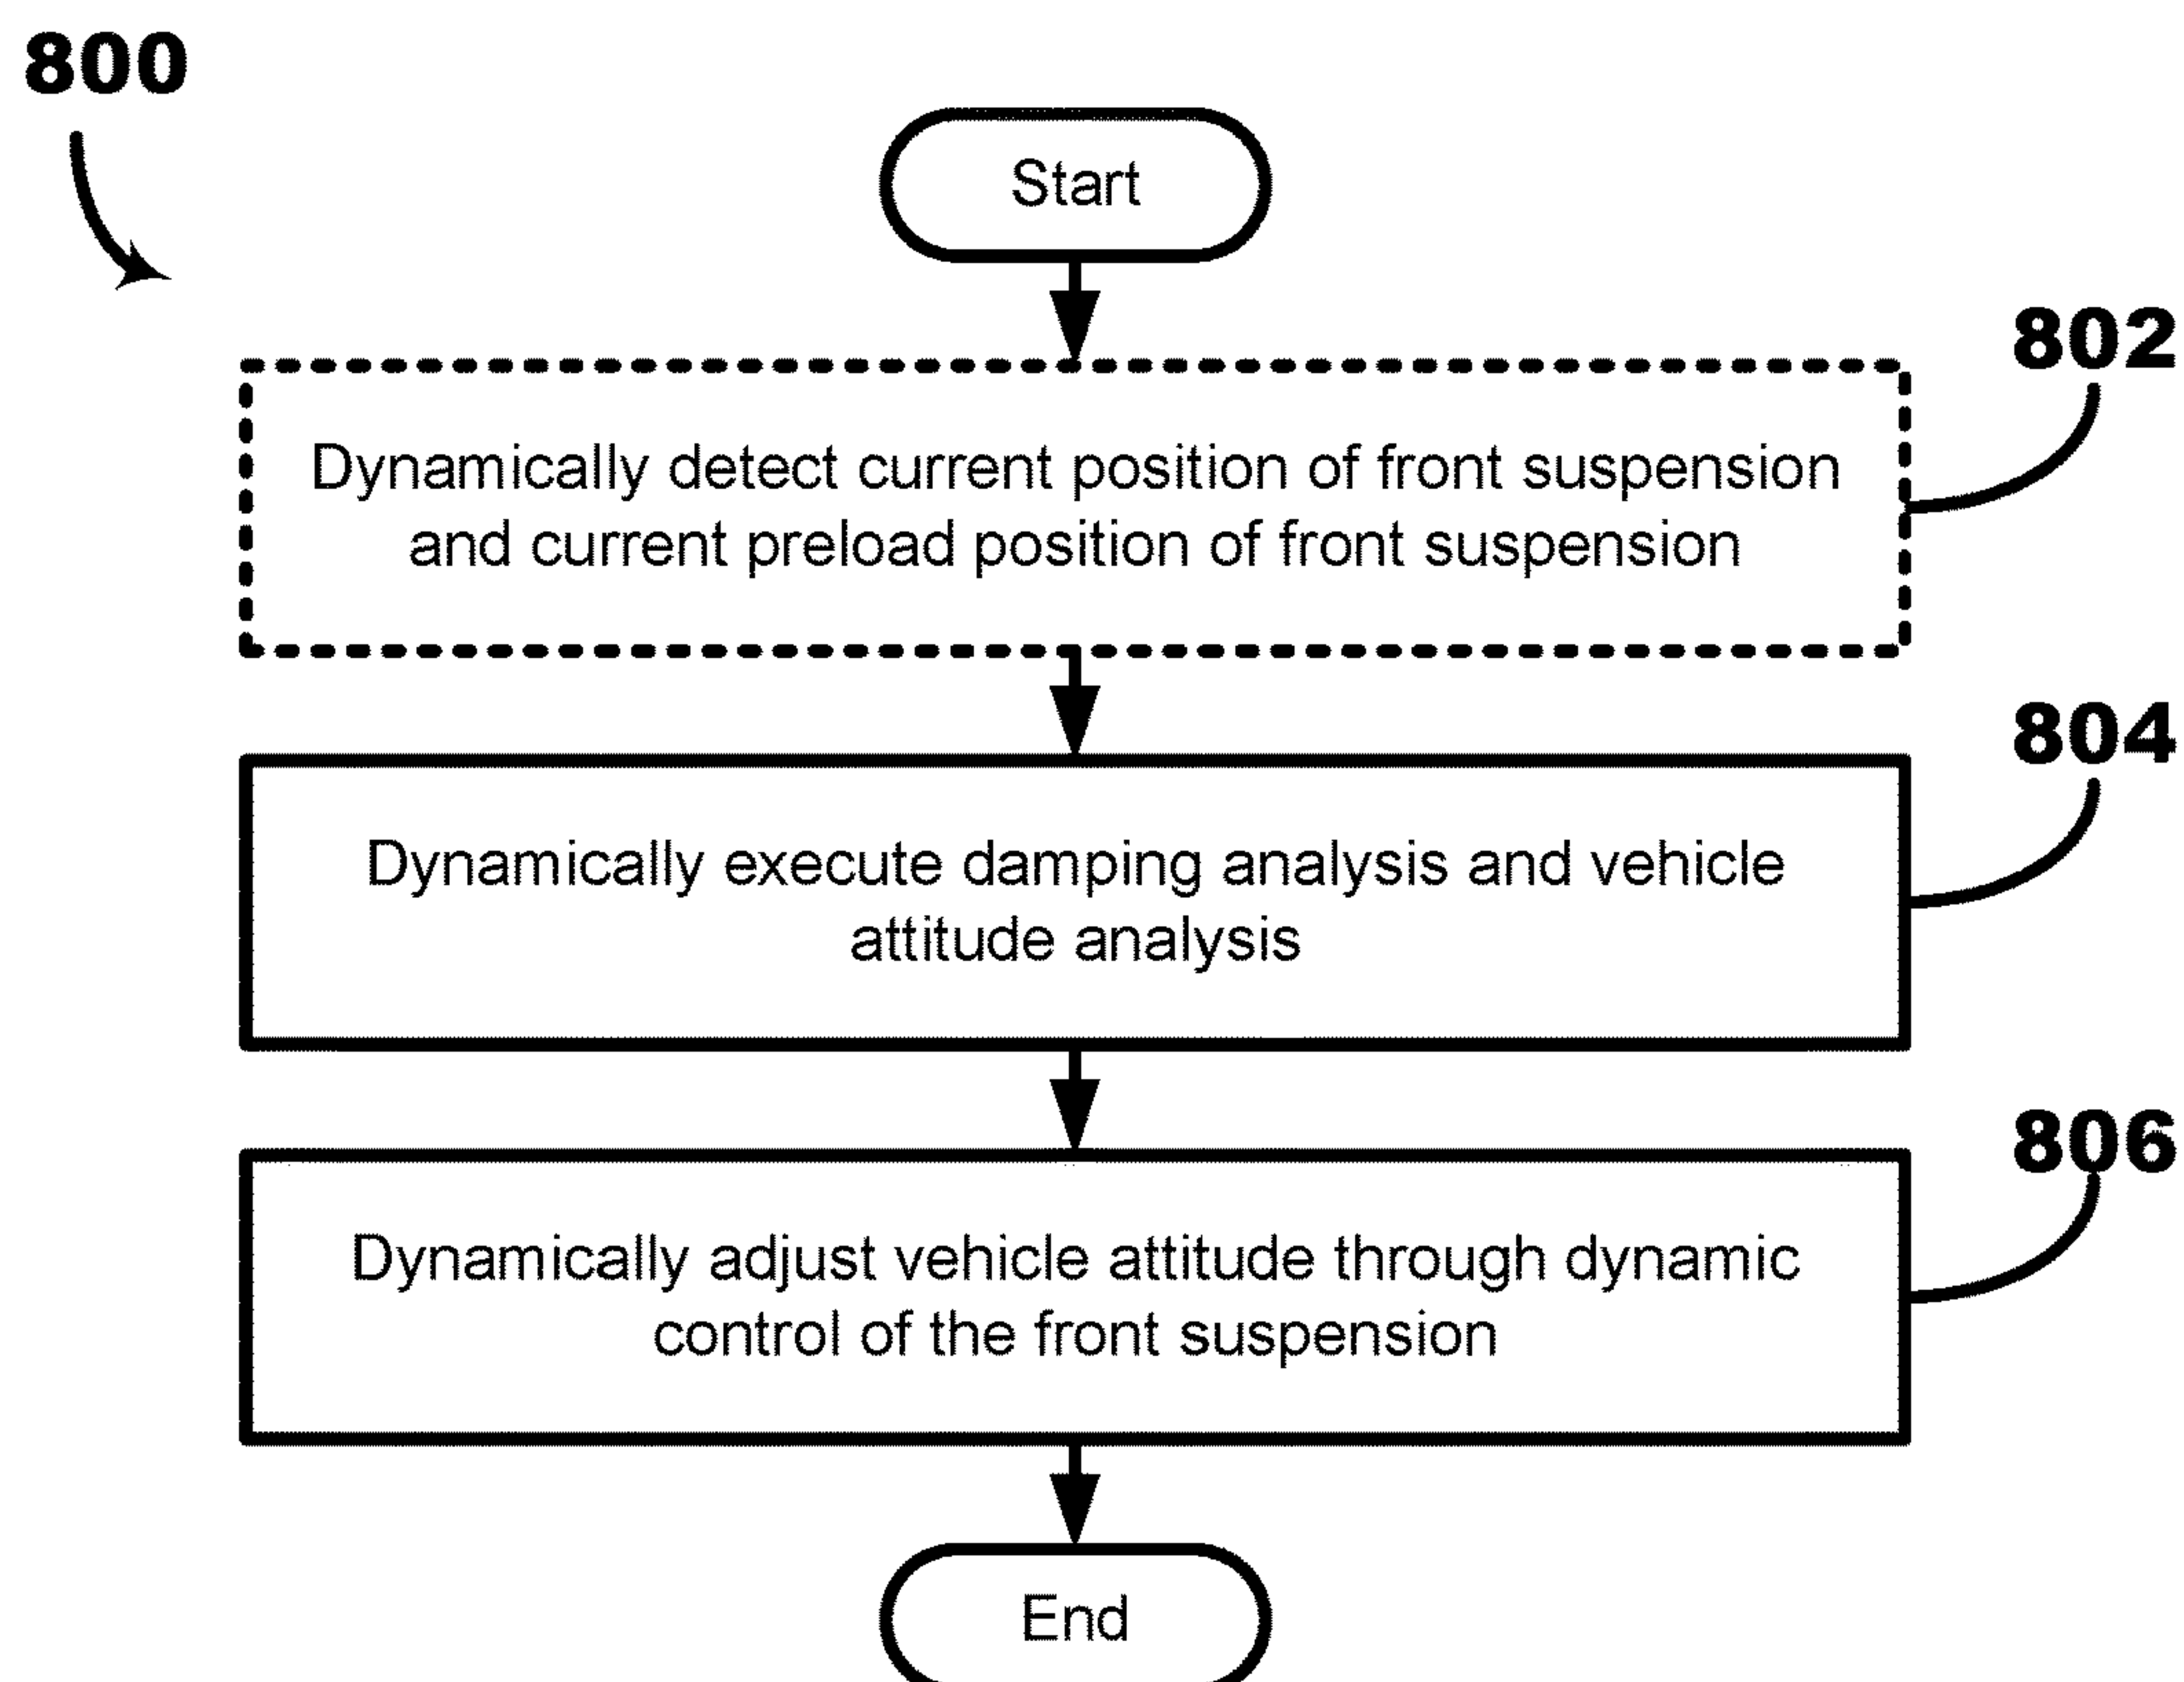 800
Start
802
Dynamically detect current position of front suspension
and current preload position of front suspension
804
Dynamically execute damping analysis and vehicle
attitude analysis
806
Dynamically adjust vehicle attitude through dynamic
control of the front suspension
End